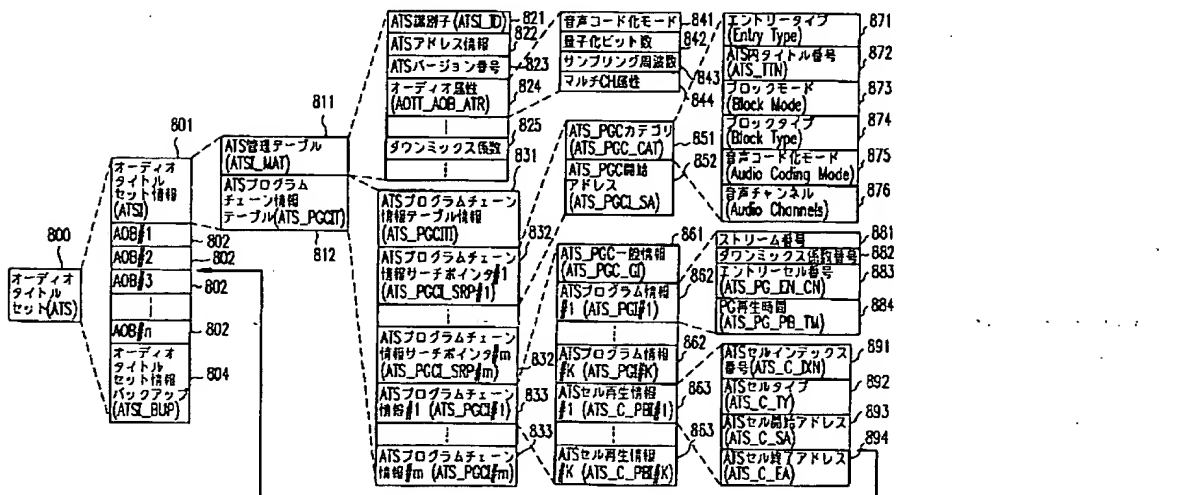 800
オーディオ
タイトル
セット(ATS)
801
オーディオ
タイトル
セット情報
(ATSI)
AOB#1
802
AOB#2
802
AOB#3
802
AOB#n
802
オーディオ
タイトル
セット情報
バックアップ
(ATSI_BUP)
804
811
ATS管理テーブル
(ATSI_MAT)
ATSプログラム
チェーン情報
テーブル(ATS_PGCIT)
812
ATS識別子(ATSI_ID)
821
822
ATSアドレス情報
ATSバージョン番号
823
オーディオ属性
(AOTT_AOB_ATR)
824
825
ダウンミックス係数
831
ATSプログラムチェーン
情報テーブル情報
(ATS_PGCITI)
832
ATSプログラムチェーン
情報サーチポインタ#1
(ATS_PGCI_SRP#1)
ATSプログラムチェーン
情報サーチポインタ#m
(ATS_PGCI_SRP#m)
832
ATSプログラムチェーン
情報#1 (ATS_PGCI#1)
833
833
ATSプログラムチェーン
情報#m (ATS_PGCI#m)
音声コード化モード
841
量子化ビット数
842
サンプリング周波数
843
マルチCH属性
844
ATS_PGCカテゴリ
(ATS_PGC_CAT)
851
852
ATS_PGC開始
アドレス
(ATS_PGCI_SA)
861
ATS_PGC一般情報
(ATS_PGC_GI)
862
ATSプログラム情報
#1 (ATS_PGI#1)
862
ATSプログラム情報
#K (ATS_PGI#K)
863
ATSセル再生情報
#1 (ATS_C_PBI#1)
863
ATSセル再生情報
#K (ATS_C_PBI#K)
エントリータイプ
(Entry Type)
871
ATS内タイトル番号
(ATS_TTN)
872
ブロックモード
(Block Mode)
873
ブロックタイプ
(Block Type)
874
音声コード化モード
(Audio Coding Mode)
875
音声チャンネル
(Audio Channels)
876
ストリーム番号
881
ダウンミックス係数番号
882
エントリーセル番号
(ATS_PG_EN_CN)
883
PG再生時間
(ATS_PG_PB_TM)
884
ATSセルインデックス
番号(ATS_C_IXN)
891
ATSセルタイプ
(ATS_C_TY)
892
893
ATSセル開始アドレス
(ATS_C_SA)
894
ATSセル終了アドレス
(ATS_C_EA)